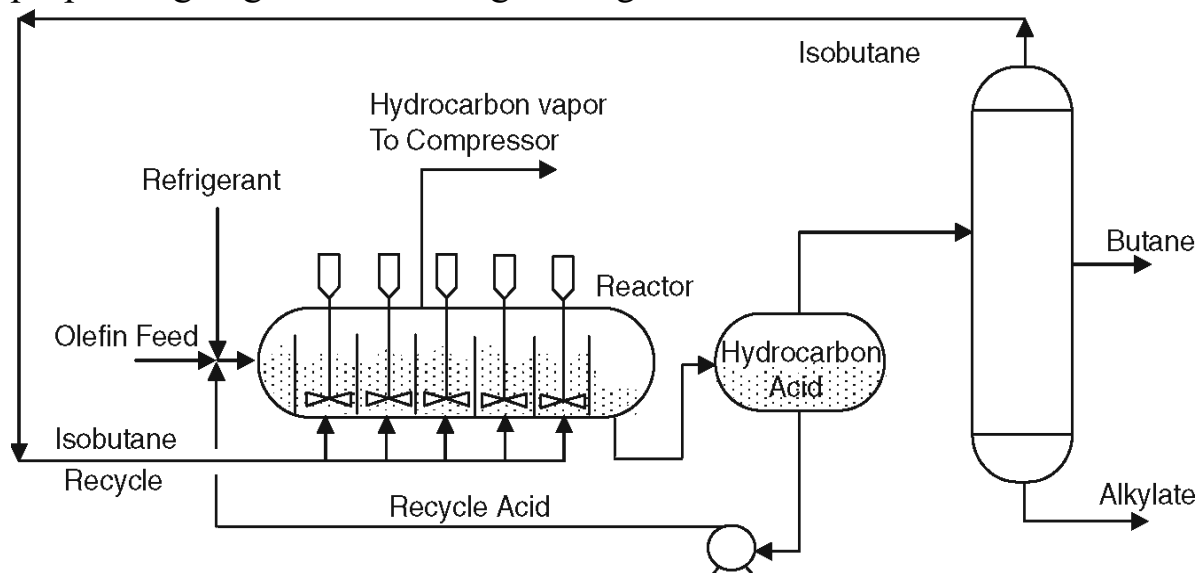 Isobutane
Hydrocarbon vapor
To Compressor
Refrigerant
Butane
Reactor
Olefin Feed
Hydrocarbon
Acid
Isobutane
Recycle
Recycle Acid
Alkylate